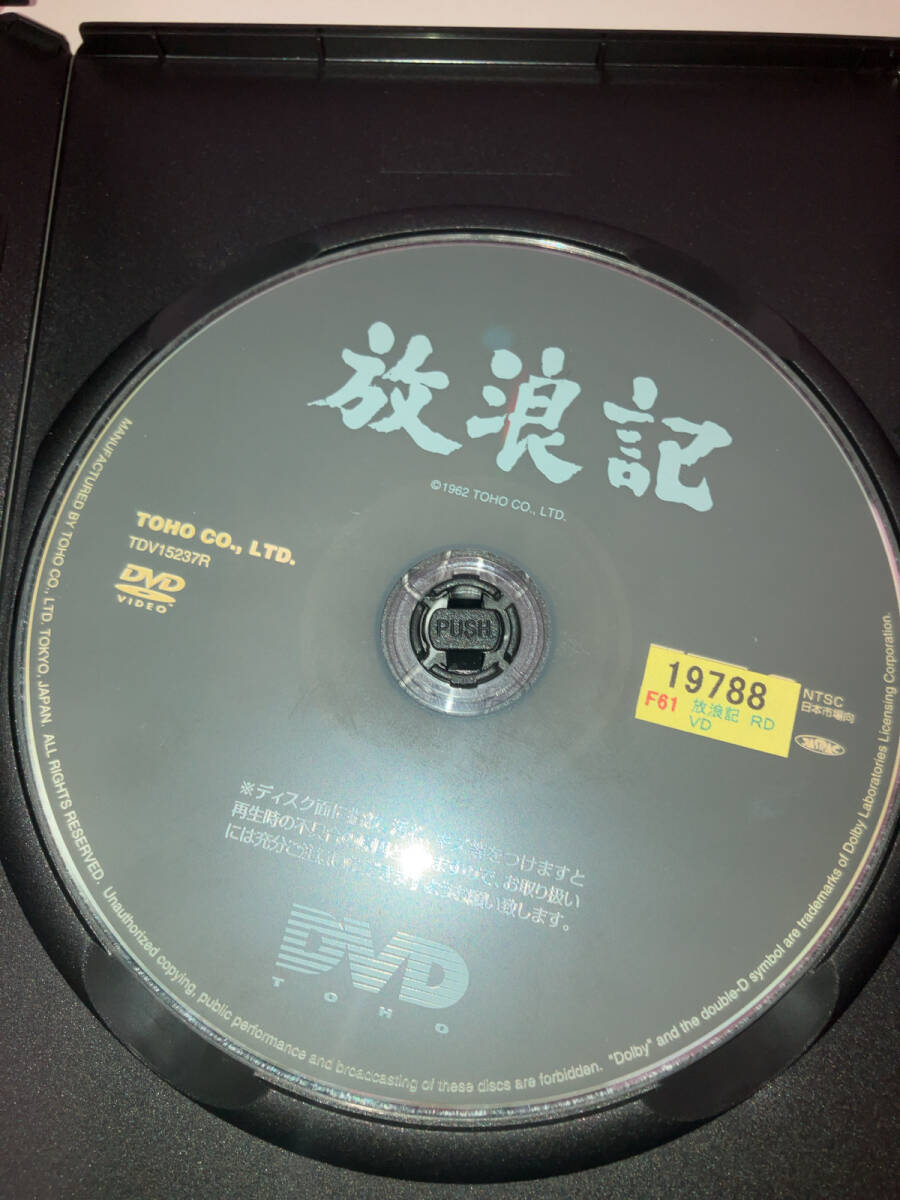 放浪記
©1962 TOHO CO., LTD.
TOHO CO., LTD.
TDV15237R
DVD
VIDEO
PUSH
19788
F61 放浪記 RD
VD
NTSC
日本市場向
※ディスク面に をつけますと
再生時の不 お取り扱い
には充分ご 願い致します。
DVD
TOHO
MANUFACTURED BY TOHO CO., LTD. TOKYO, JAPAN. ALL RIGHTS RESERVED. Unauthorized copying, public performance and broadcasting of these discs are forbidden. "Dolby" and the double-D symbol are trademarks of Dolby Laboratories Licensing Corporation.